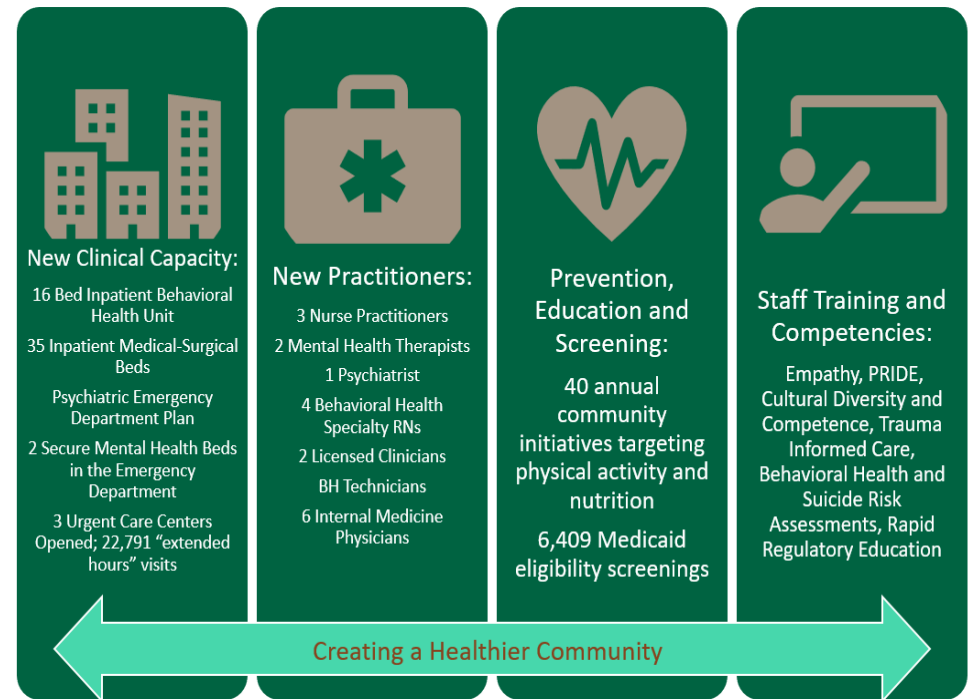 New Clinical Capacity:
16 Bed Inpatient Behavioral
Health Unit
35 Inpatient Medical-Surgical
Beds
Psychiatric Emergency
Department Plan
2 Secure Mental Health Beds
in the Emergency
Department
3 Urgent Care Centers
Opened; 22,791 “extended
hours” visits
New Practitioners:
3 Nurse Practitioners
2 Mental Health Therapists
1 Psychiatrist
4 Behavioral Health
Specialty RNs
2 Licensed Clinicians
BH Technicians
6 Internal Medicine
Physicians
Prevention,
Education and
Screening:
40 annual
community
initiatives targeting
physical activity and
nutrition
6,409 Medicaid
eligibility screenings
Staff Training and
Competencies:
Empathy, PRIDE,
Cultural Diversity and
Competence, Trauma
Informed Care,
Behavioral Health and
Suicide Risk
Assessments, Rapid
Regulatory Education
Creating a Healthier Community